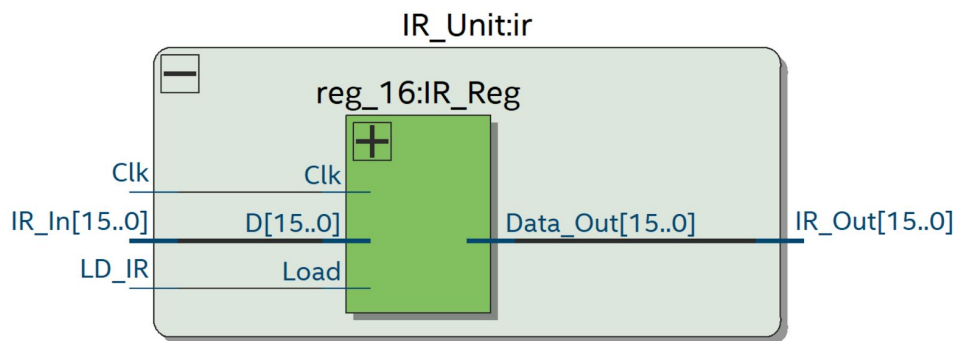 IR_Unit:ir
reg_16:IR_Reg
Clk
Clk
IR_In[15..0]
D[15..0]
Data_Out[15..0]
IR_Out[15..0]
LD_IR
Load